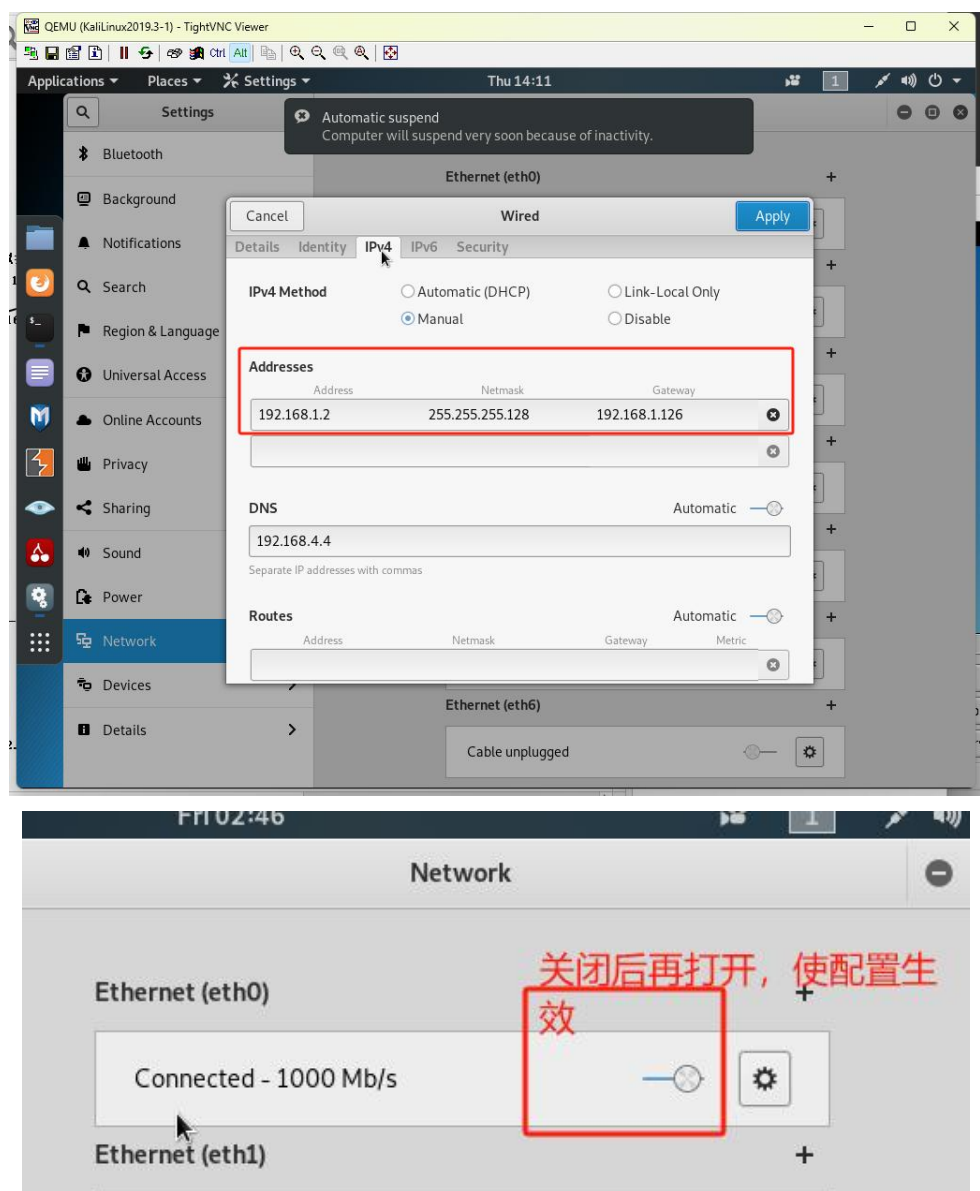 QEMU (KaliLinux2019.3-1) - TightVNC Viewer
Ctrl Alt
Applications Places Settings Thu 14:11 1
Settings
Automatic suspend
Computer will suspend very soon because of inactivity.
Bluetooth
Ethernet (eth0) +
Background
Cancel Wired Apply
Notifications
Details Identity IPv4 IPv6 Security
Search
IPv4 Method Automatic (DHCP) Link-Local Only
Manual Disable
Region & Language
Addresses
Universal Access
Address Netmask Gateway
192.168.1.2 255.255.255.128 192.168.1.126
Online Accounts
Privacy
Sharing
DNS Automatic
192.168.4.4
Sound
Separate IP addresses with commas
Power
Routes Automatic
Address Netmask Gateway Metric
Network
Devices
Ethernet (eth6) +
Details
Cable unplugged
Fri 02:46 1
Network
关闭后再打开，使配置生
效
Ethernet (eth0) +
Connected - 1000 Mb/s
Ethernet (eth1) +